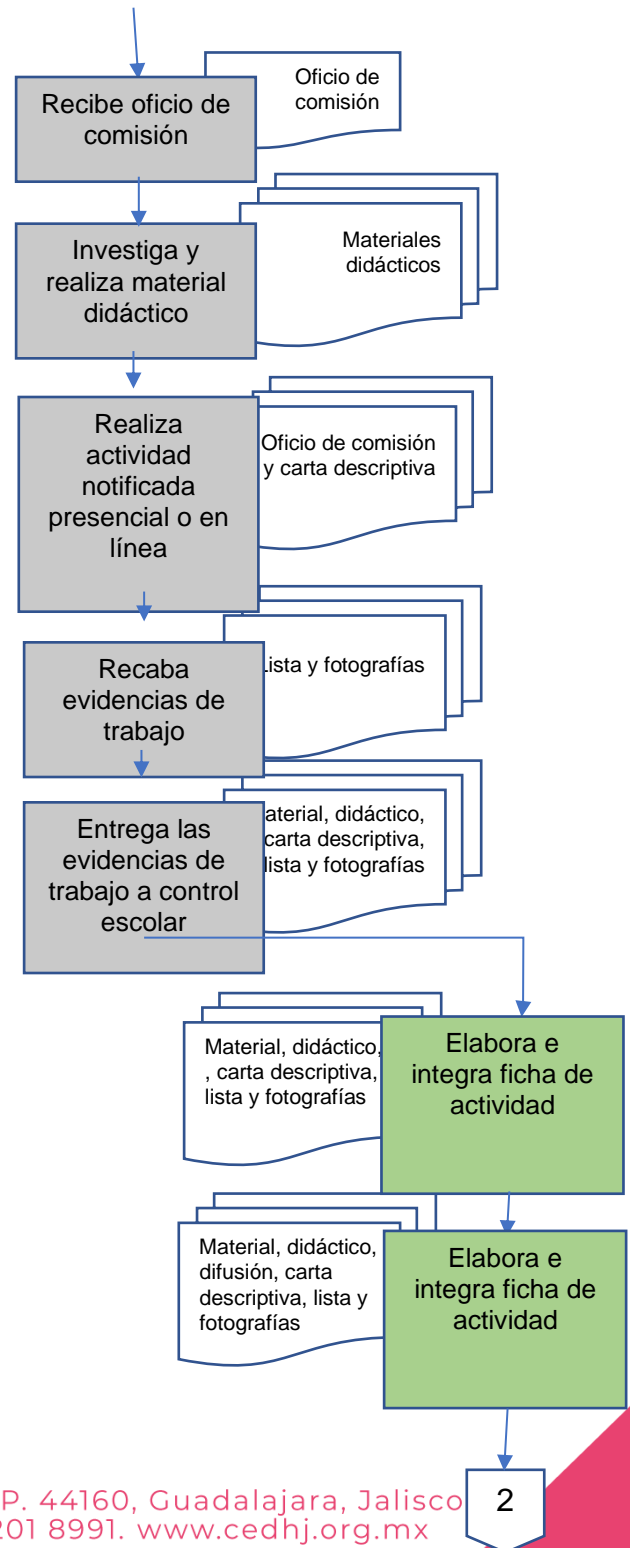 Recibe oficio de
comisión
Oficio de
comisión
Investiga y
realiza material
didáctico
Materiales
didácticos
Realiza
actividad
notificada
presencial o en
línea
Oficio de comisión
y carta descriptiva
Recaba
evidencias de
trabajo
ista y fotografías
Entrega las
evidencias de
trabajo a control
escolar
aterial, didáctico,
carta descriptiva,
lista y fotografías
Material, didáctico,
, carta descriptiva,
lista y fotografías
Elabora e
integra ficha de
actividad
Material, didáctico,
difusión, carta
descriptiva, lista y
fotografías
Elabora e
integra ficha de
actividad
2
P. 44160, Guadalajara, Jalisco
201 8991. www.cedhj.org.mx